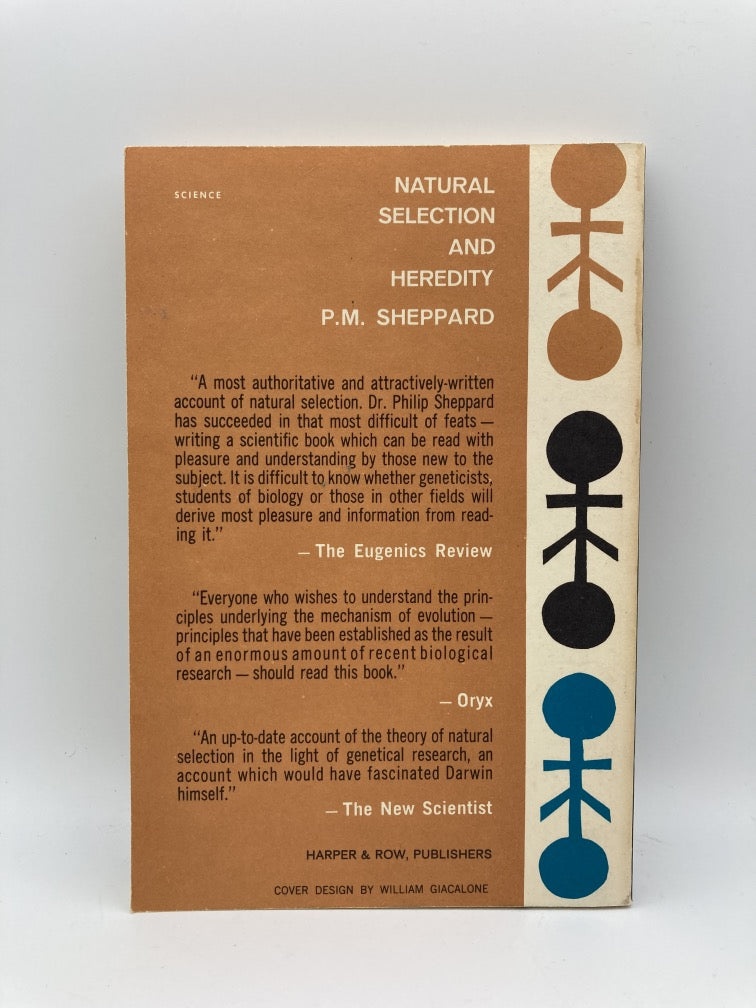 SCIENCE
NATURAL
SELECTION
AND
HEREDITY
P.M. SHEPPARD
“A most authoritative and attractively-written
account of natural selection. Dr. Philip Sheppard
has succeeded in that most difficult of feats —
writing a scientific book which can be read with
pleasure and understanding by those new to the
subject. It is difficult to know whether geneticists,
students of biology or those in other fields will
derive most pleasure and information from read-
ing it.”
— The Eugenics Review
“Everyone who wishes to understand the prin-
ciples underlying the mechanism of evolution —
principles that have been established as the result
of an enormous amount of recent biological
research — should read this book.”
— Oryx
“An up-to-date account of the theory of natural
selection in the light of genetical research, an
account which would have fascinated Darwin
himself.”
— The New Scientist
HARPER & ROW, PUBLISHERS
COVER DESIGN BY WILLIAM GIACALONE